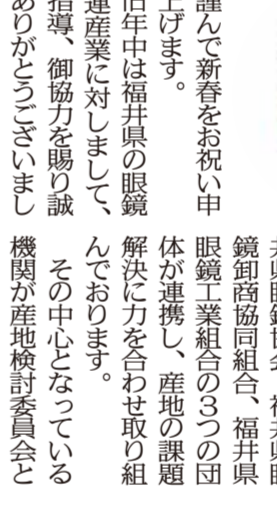 謹んで新春をお祝い申
上げます。
旧年中は福井県の眼鏡
連産業に対しまして、
指導、御協力を賜り誠
ありがとうございまし
鏡卸商協同組合、福井県
眼鏡工業組合の3つの団
体が連携し、産地の課題
解決に力を合わせ取り組
んでおります。
その中心となっている
機関が産地検討委員会と